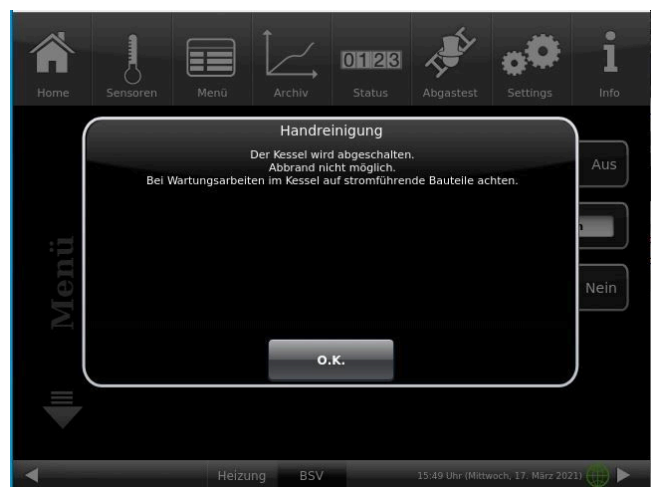 Home Sensoren Menü Archiv 0123 Status Abgastest Settings Info
Handreinigung
Der Kessel wird abgeschalten.
Abbrand nicht möglich.
Bei Wartungsarbeiten im Kessel auf stromführende Bauteile achten.
Aus
Nein
Menü
O.K.
Heizung BSV 15:49 Uhr (Mittwoch, 17. März 2021)